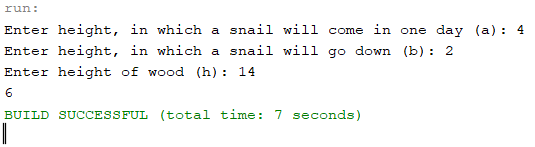 run:
Enter height, in which a snail will come in one day (a): 4
Enter height, in which a snail will go down (b): 2
Enter height of wood (h): 14
6
BUILD SUCCESSFUL (total time: 7 seconds)